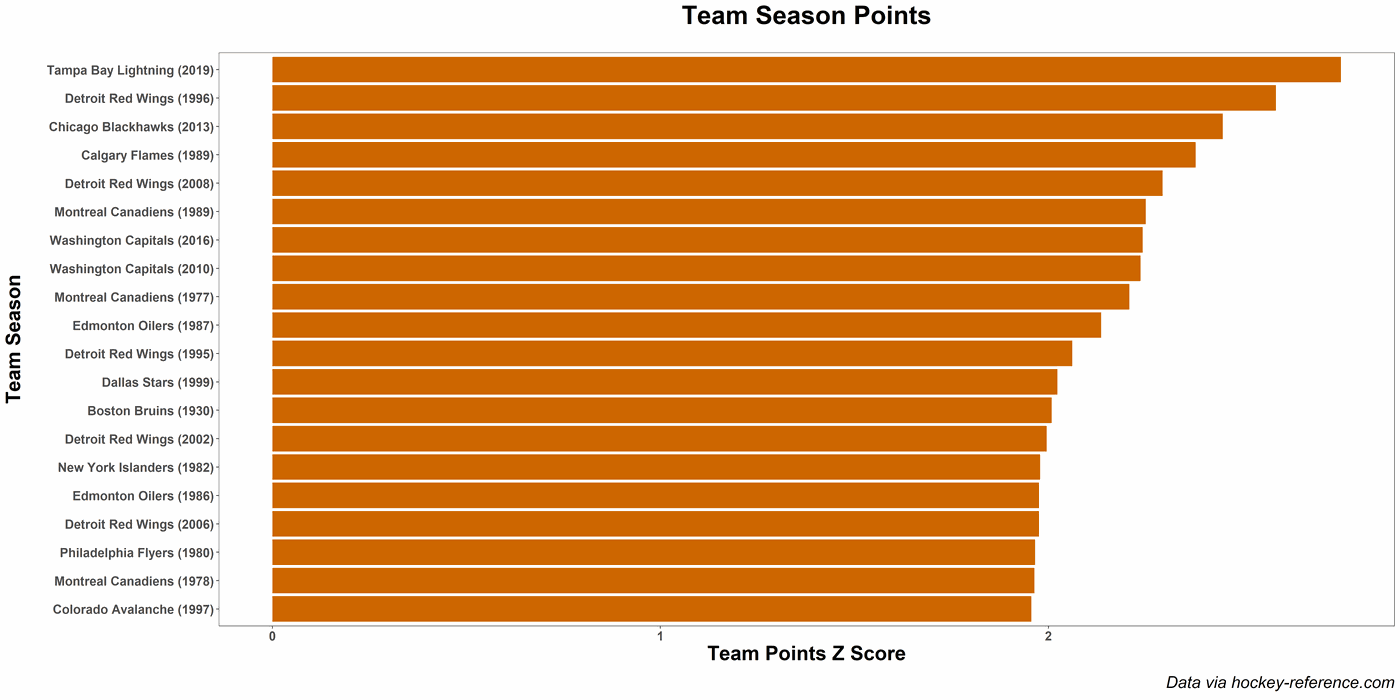 Team Season Points
Team Season
Tampa Bay Lightning (2019)
Detroit Red Wings (1996)
Chicago Blackhawks (2013)
Calgary Flames (1989)
Detroit Red Wings (2008)
Montreal Canadiens (1989)
Washington Capitals (2016)
Washington Capitals (2010)
Montreal Canadiens (1977)
Edmonton Oilers (1987)
Detroit Red Wings (1995)
Dallas Stars (1999)
Boston Bruins (1930)
Detroit Red Wings (2002)
New York Islanders (1982)
Edmonton Oilers (1986)
Detroit Red Wings (2006)
Philadelphia Flyers (1980)
Montreal Canadiens (1978)
Colorado Avalanche (1997)
0 1 2
Team Points Z Score
Data via hockey-reference.com